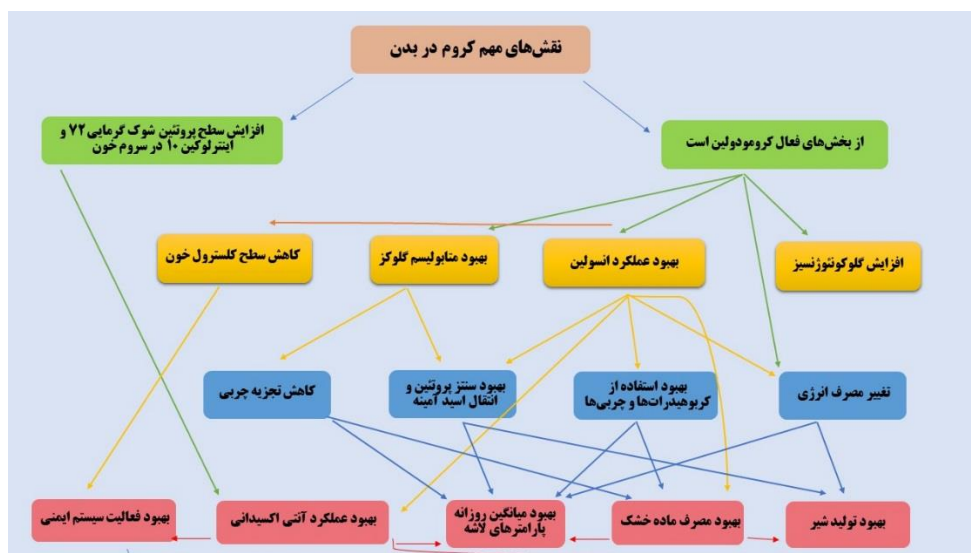 نقش‌های مهم کروم در بدن
از بخش‌های فعال کرومودولین است
افزایش سطح پروتئین شوک گرمایی ۷۲ و
اینترلوکین ۱۰ در سروم خون
افزایش گلوکونئوژنسیز
بهبود عملکرد انسولین
بهبود متابولیسم گلوکز
کاهش سطح کلسترول خون
تغییر مصرف انرژی
بهبود استفاده از
کربوهیدرات‌ها و چربی‌ها
بهبود سنتز پروتئین و
انتقال اسید آمینه
کاهش تجزیه چربی
بهبود تولید شیر
بهبود مصرف ماده خشک
بهبود میانگین روزانه
پارامترهای لاشه
بهبود عملکرد آنتی اکسیدانی
بهبود فعالیت سیستم ایمنی